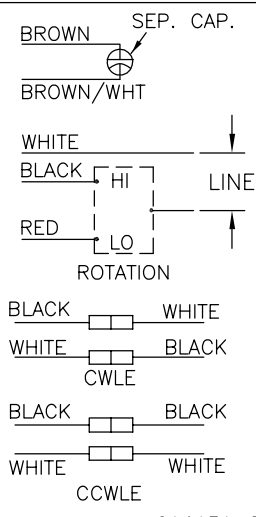 SEP. CAP.
BROWN
BROWN/WHT
WHITE
BLACK HI LINE
RED LO
ROTATION
BLACK WHITE
WHITE BLACK
CWLE
BLACK BLACK
WHITE WHITE
CCWLE